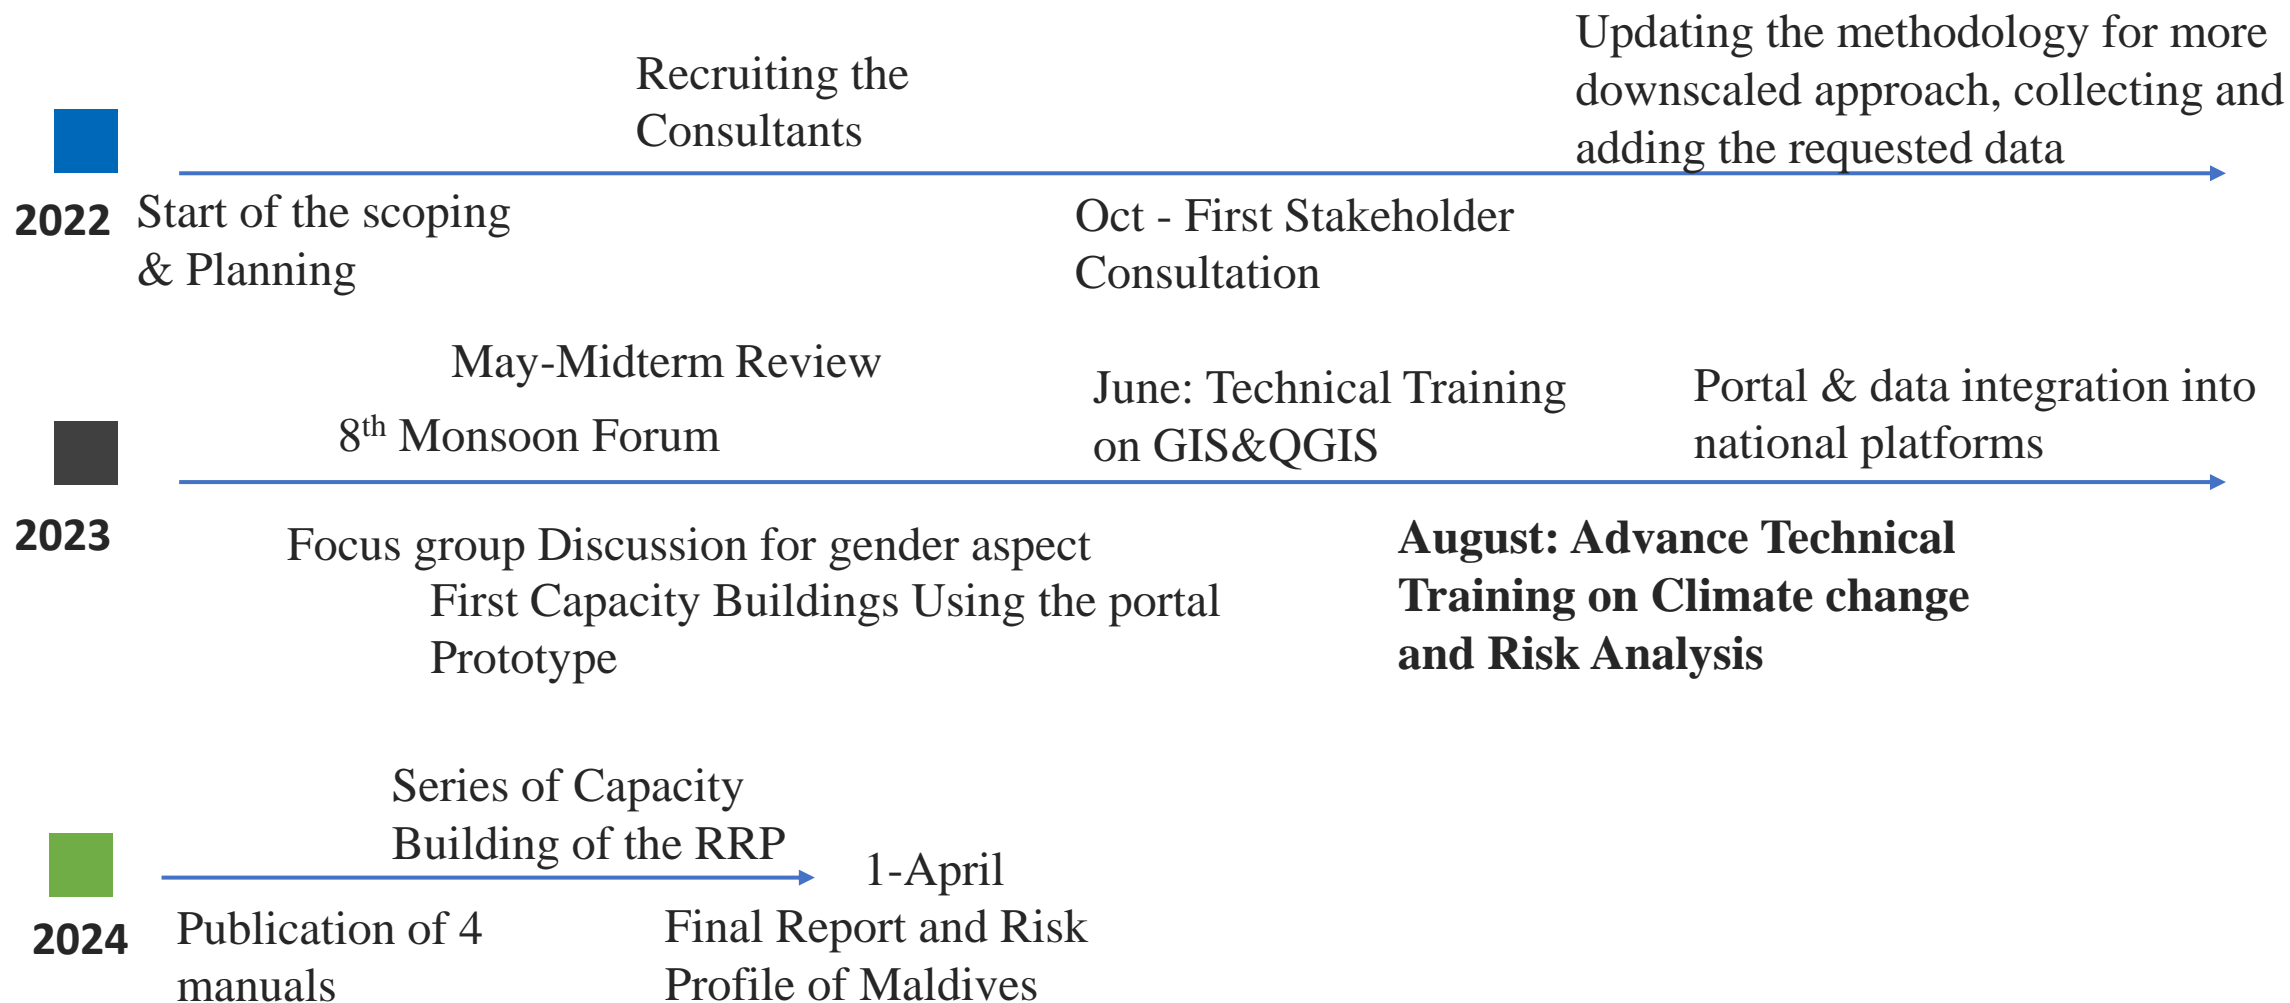 Recruiting the
Consultants
Updating the methodology for more
downscaled approach, collecting and
adding the requested data
2022
Start of the scoping
& Planning
Oct - First Stakeholder
Consultation
May-Midterm Review
8th Monsoon Forum
June: Technical Training
on GIS&QGIS
Portal & data integration into
national platforms
2023
Focus group Discussion for gender aspect
First Capacity Buildings Using the portal
Prototype
August: Advance Technical
Training on Climate change
and Risk Analysis
Series of Capacity
Building of the RRP
1-April
2024
Publication of 4
manuals
Final Report and Risk
Profile of Maldives